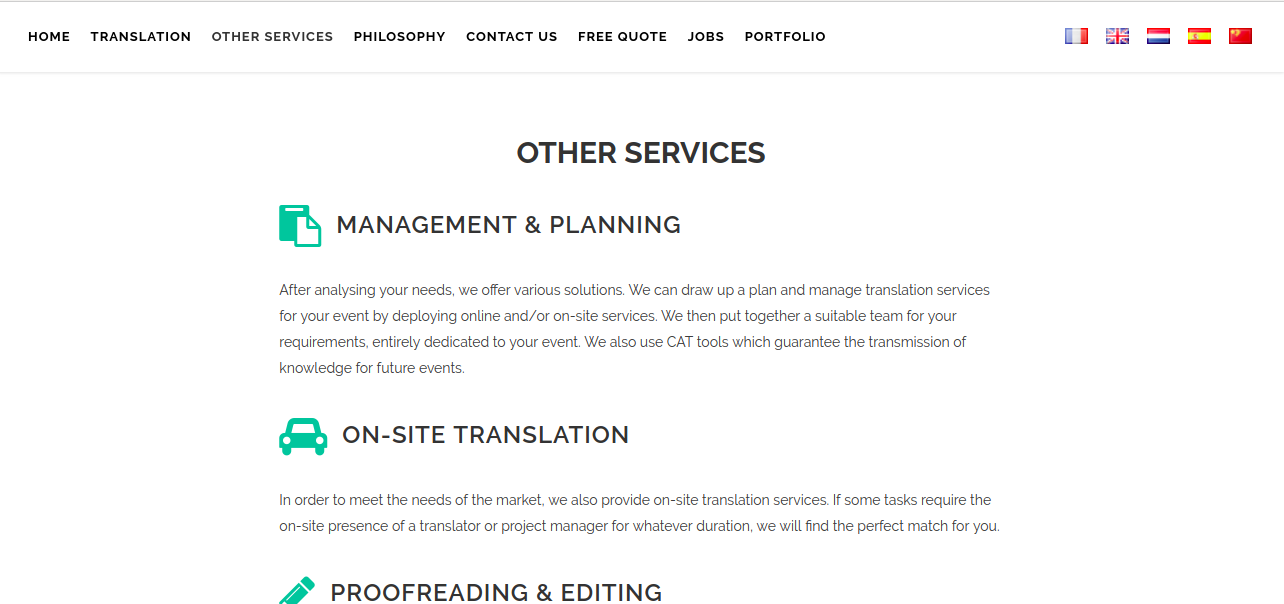 HOME TRANSLATION OTHER SERVICES PHILOSOPHY CONTACT US FREE QUOTE JOBS PORTFOLIO
OTHER SERVICES
MANAGEMENT & PLANNING
After analysing your needs, we offer various solutions. We can draw up a plan and manage translation services
for your event by deploying online and/or on-site services. We then put together a suitable team for your
requirements, entirely dedicated to your event. We also use CAT tools which guarantee the transmission of
knowledge for future events.
ON-SITE TRANSLATION
In order to meet the needs of the market, we also provide on-site translation services. If some tasks require the
on-site presence of a translator or project manager for whatever duration, we will find the perfect match for you.
PROOFREADING & EDITING